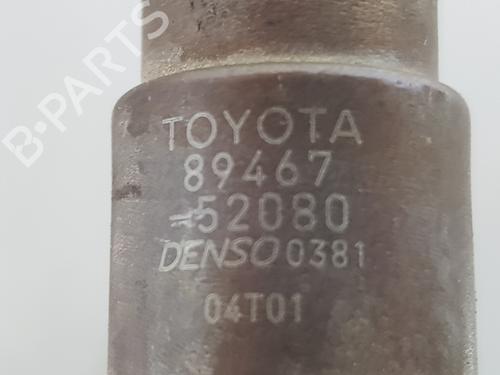 B-PARTS
TOYOTA
89467
-52080
DENSO 0381
04T01